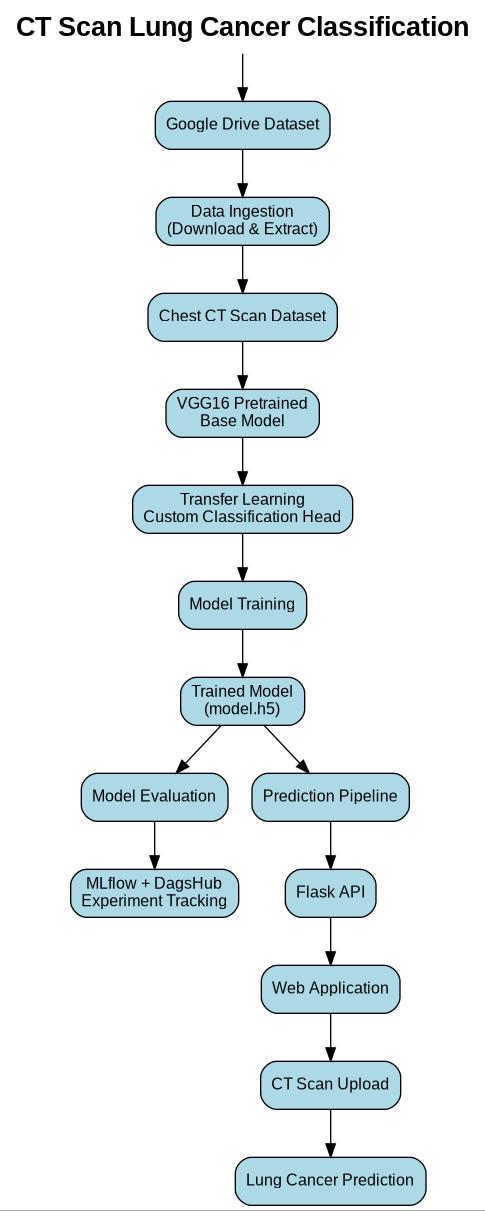 CT Scan Lung Cancer Classification
Google Drive Dataset
Data Ingestion
(Download & Extract)
Chest CT Scan Dataset
VGG16 Pretrained
Base Model
Transfer Learning
Custom Classification Head
Model Training
Trained Model
(model.h5)
Model Evaluation
Prediction Pipeline
MLflow + DagsHub
Experiment Tracking
Flask API
Web Application
CT Scan Upload
Lung Cancer Prediction